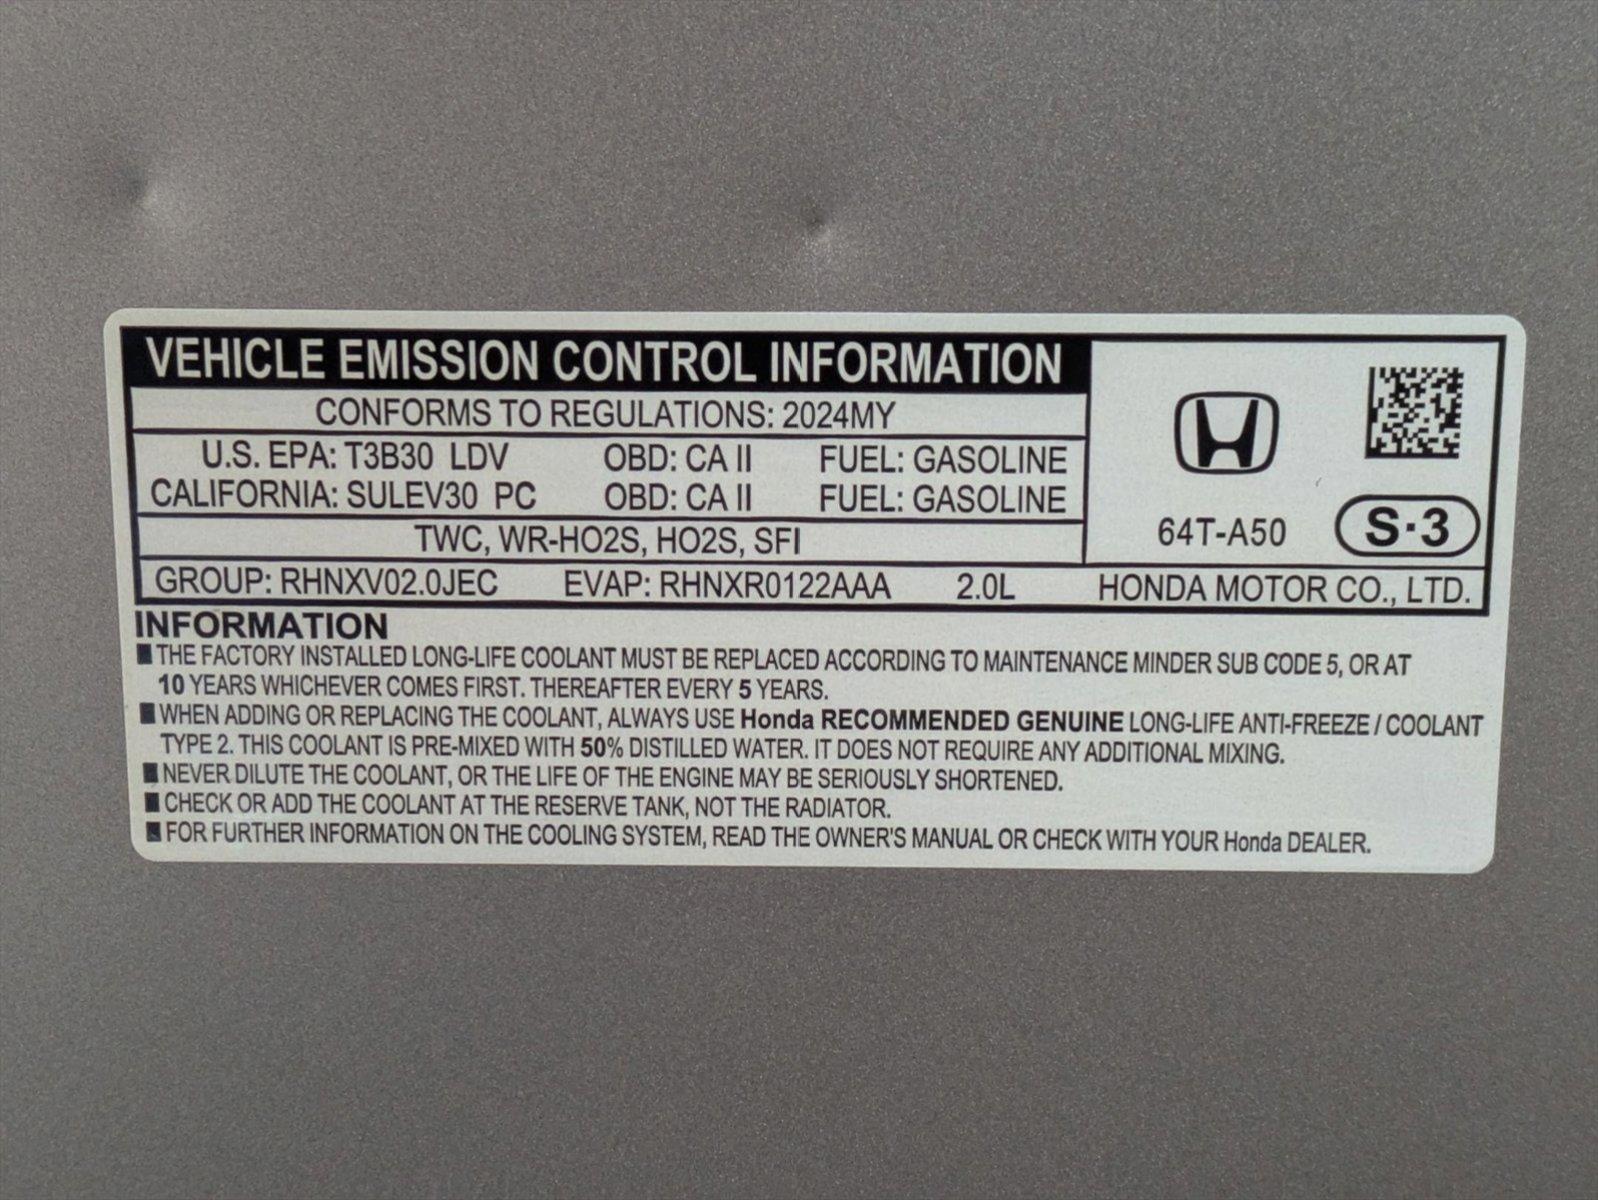 VEHICLE EMISSION CONTROL INFORMATION
CONFORMS TO REGULATIONS: 2024MY
U.S. EPA: T3B30 LDV OBD: CA II FUEL: GASOLINE
CALIFORNIA: SULEV30 PC OBD: CA II FUEL: GASOLINE
TWC, WR-HO2S, HO2S, SFI
64T-A50 S·3
GROUP: RHNXV02.0JEC EVAP: RHNXR0122AAA 2.0L HONDA MOTOR CO., LTD.
INFORMATION
■ THE FACTORY INSTALLED LONG-LIFE COOLANT MUST BE REPLACED ACCORDING TO MAINTENANCE MINDER SUB CODE 5, OR AT
10 YEARS WHICHEVER COMES FIRST. THEREAFTER EVERY 5 YEARS.
■ WHEN ADDING OR REPLACING THE COOLANT, ALWAYS USE Honda RECOMMENDED GENUINE LONG-LIFE ANTI-FREEZE / COOLANT
TYPE 2. THIS COOLANT IS PRE-MIXED WITH 50% DISTILLED WATER. IT DOES NOT REQUIRE ANY ADDITIONAL MIXING.
■ NEVER DILUTE THE COOLANT, OR THE LIFE OF THE ENGINE MAY BE SERIOUSLY SHORTENED.
■ CHECK OR ADD THE COOLANT AT THE RESERVE TANK, NOT THE RADIATOR.
■ FOR FURTHER INFORMATION ON THE COOLING SYSTEM, READ THE OWNER'S MANUAL OR CHECK WITH YOUR Honda DEALER.